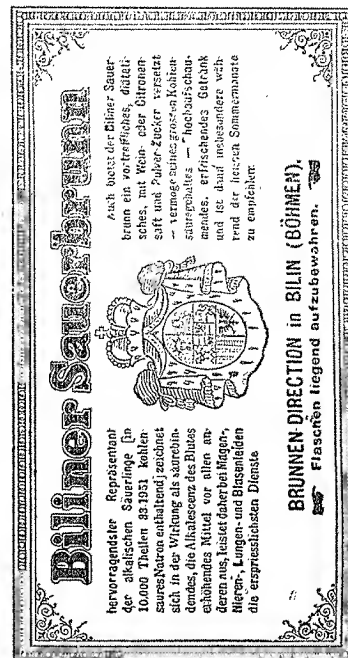 Biliner Sauerbrunn
hervorragendster Repräsentant
der alkalischen Säuerlinge [in
10.000 Theilen 33.1951 kohlen-
saures Natron enthaltend] zeichnet
sich in der Wirkung als säurebin-
dendes, die Alkalescenz des Blutes
erhöhendes Mittel vor allen an-
deren aus, leistet daher bei Magen-,
Nieren-, Lungen- und Blasenleiden
die erspriesslichsten Dienste
Auch bietet der Biliner Sauer-
brunn ein vortreffliches, diäteti-
sches, mit Wein- oder Citronen-
saft und Pulver-Zucker versetzt
– vermöge seines grossen Kohlen-
säuregehaltes – hochaufschäu-
mendes, erfrischendes Getränk
und ist dann insbesondere wäh-
rend der heissen Sommermonate
zu empfehlen.
BRUNNEN-DIRECTION in BILIN (BÖHMEN).
Flaschen liegend aufzubewahren.